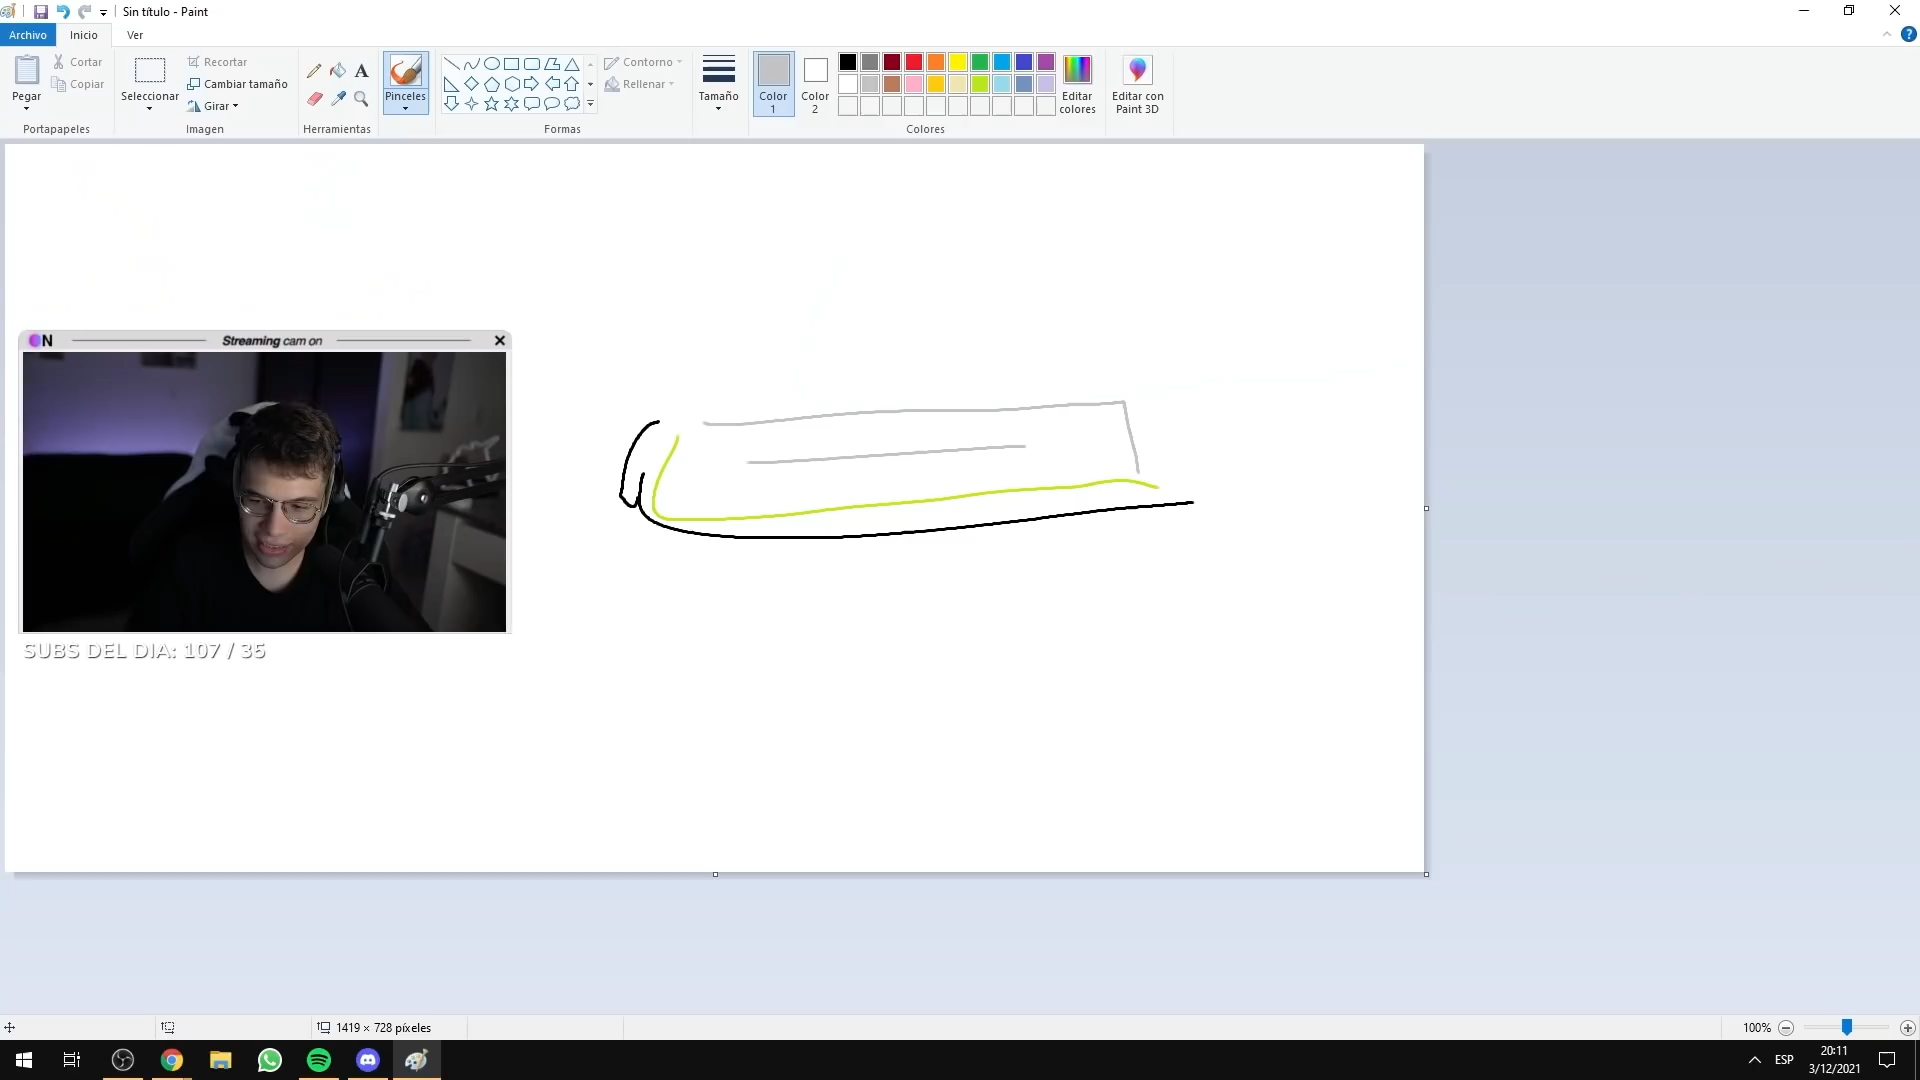 Sin título - Paint
Archivo
Inicio
Ver
Pegar
Cortar
Copiar
Portapapeles
Seleccionar
Recortar
Cambiar tamaño
Girar
Imagen
A
Herramientas
Pinceles
Contorno
Rellenar
Formas
Tamaño
Color
1
Color
2
Colores
Editar
colores
Editar con
Paint 3D
?
ON
Streaming cam on
SUBS DEL DIA: 107 / 35
1419 × 728 píxeles
100%
ESP
20:11
3/12/2021